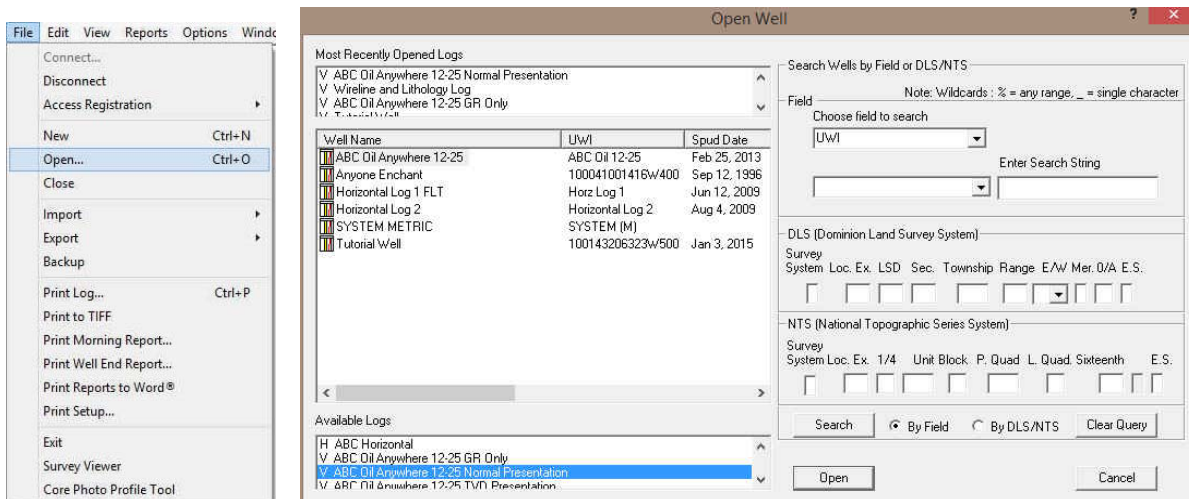 File Edit View Reports Options
Connect...
Disconnect
Access Registration
New Ctrl+N
Open... Ctrl+O
Close
Import
Export
Backup
Print Log... Ctrl+P
Print to TIFF
Print Morning Report...
Print Well End Report...
Print Reports to Word®
Print Setup...
Exit
Survey Viewer
Core Photo Profile Tool
Open Well
? ×
Most Recently Opened Logs
V ABC Oil Anywhere 12-25 Normal Presentation
V Wireline and Lithology Log
V ABC Oil Anywhere 12-25 GR Only
V Tutorial Well
Well Name UWI Spud Date
ABC Oil Anywhere 12-25 ABC Oil 12-25 Feb 25, 2013
Anyone Enchant 100041001416W400 Sep 12, 1996
Horizontal Log 1 FLT Horz Log 1 Jun 12, 2009
Horizontal Log 2 Horizontal Log 2 Aug 4, 2009
SYSTEM METRIC SYSTEM (M)
Tutorial Well 100143206323W500 Jan 3, 2015
Available Logs
H ABC Horizontal
V ABC Oil Anywhere 12-25 GR Only
V ABC Oil Anywhere 12-25 Normal Presentation
V ABC Oil Anywhere 12-25 TVD Presentation
Search Wells by Field or DLS/NTS
Note: Wildcards : % = any range, _ = single character
Field
Choose field to search
UWI
Enter Search String
DLS (Dominion Land Survey System)
Survey
System Loc. Ex. LSD Sec. Township Range E/W Mer. O/A E.S.
NTS (National Topographic Series System)
Survey
System Loc. Ex. 1/4 Unit Block P. Quad L. Quad. Sixteenth E.S.
Search By Field By DLS/NTS Clear Query
Open Cancel